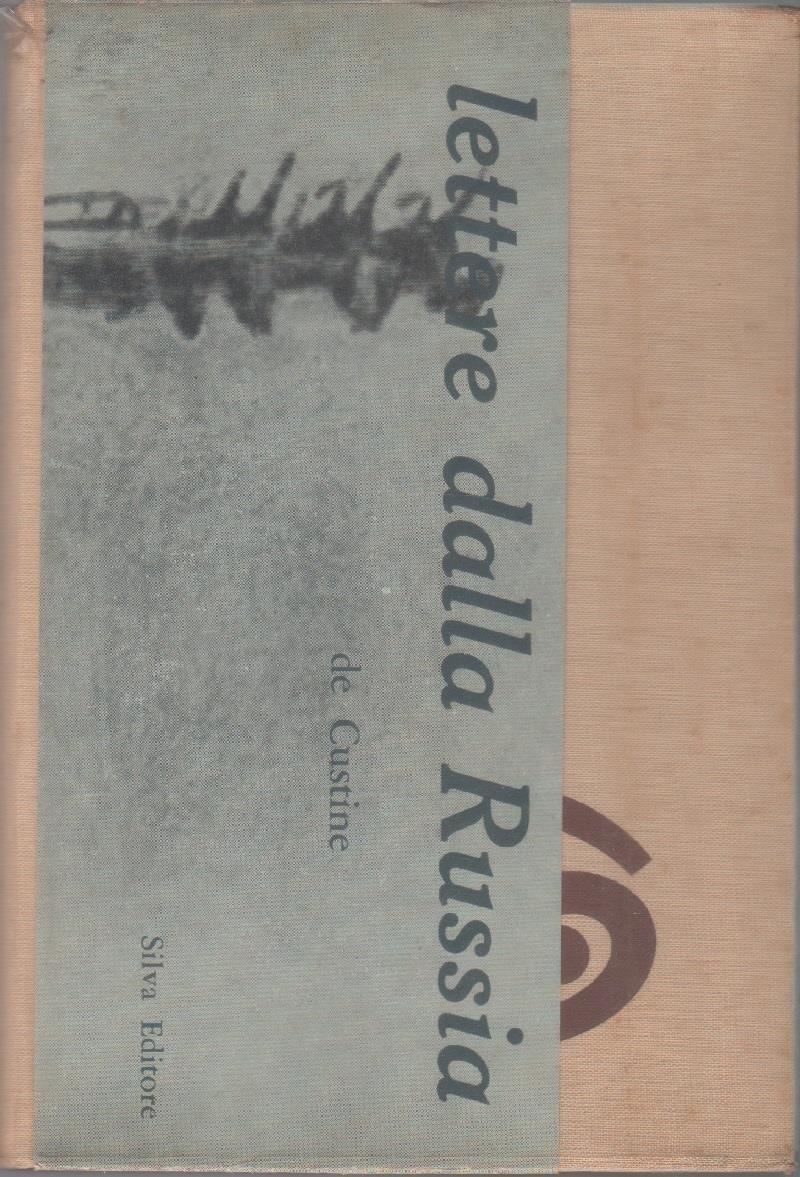 lettere dalla Russia
de Custine
Silva Editore